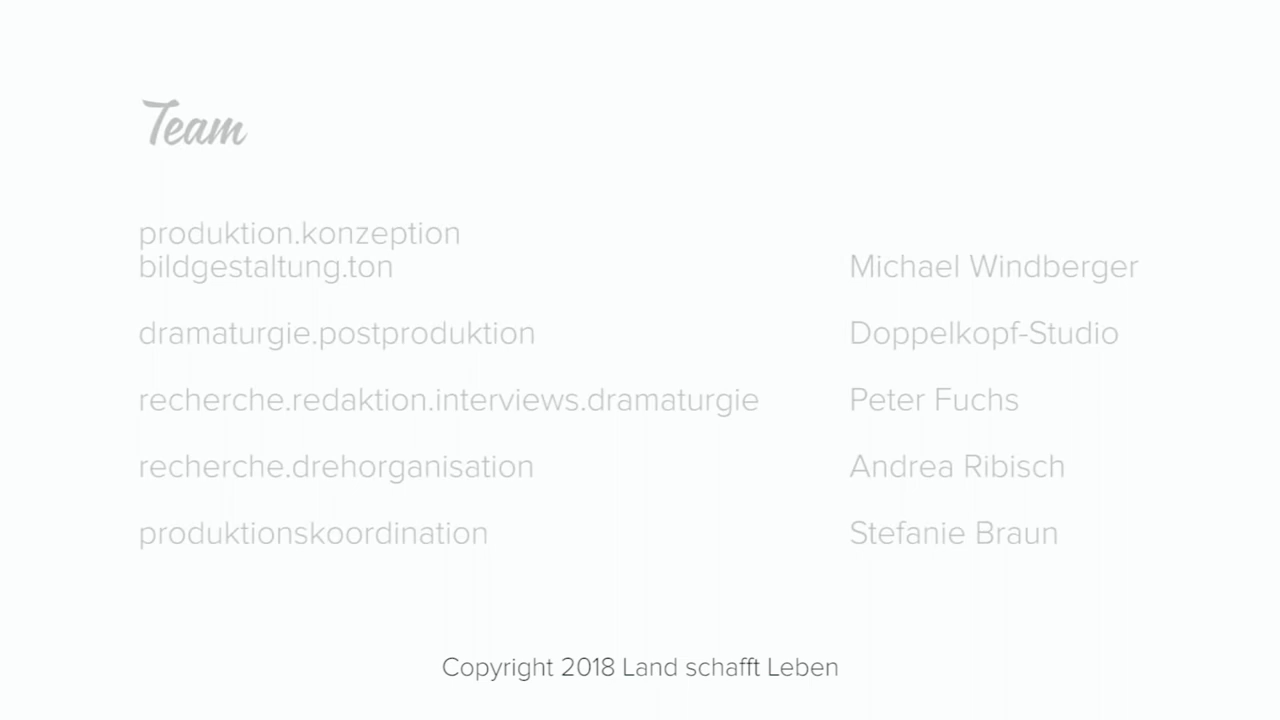 Team
produktion.konzeption
bildgestaltung.ton Michael Windberger
dramaturgie.postproduktion Doppelkopf-Studio
recherche.redaktion.interviews.dramaturgie Peter Fuchs
recherche.drehorganisation Andrea Ribisch
produktionskoordination Stefanie Braun
Copyright 2018 Land schafft Leben